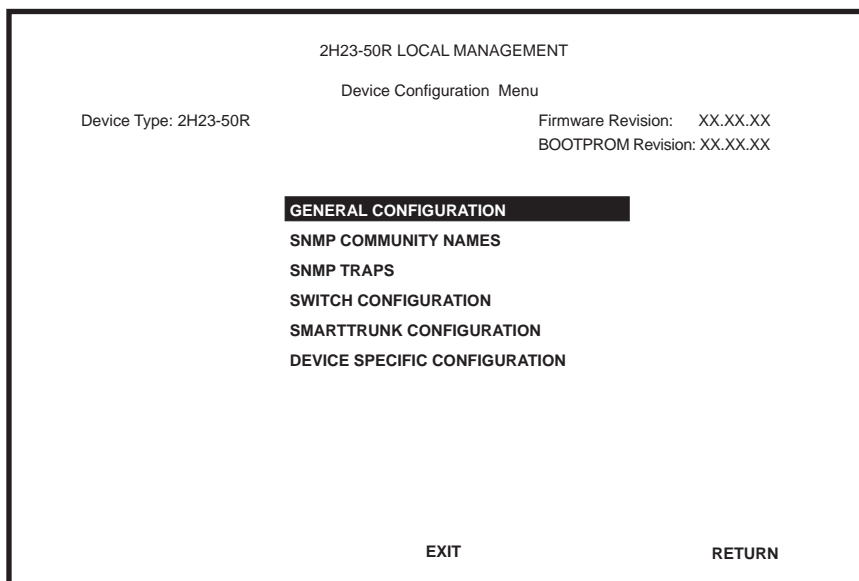 2H23-50R LOCAL MANAGEMENT
Device Configuration Menu
Device Type: 2H23-50R Firmware Revision: XX.XX.XX
BOOTPROM Revision: XX.XX.XX
GENERAL CONFIGURATION
SNMP COMMUNITY NAMES
SNMP TRAPS
SWITCH CONFIGURATION
SMARTTRUNK CONFIGURATION
DEVICE SPECIFIC CONFIGURATION
EXIT RETURN